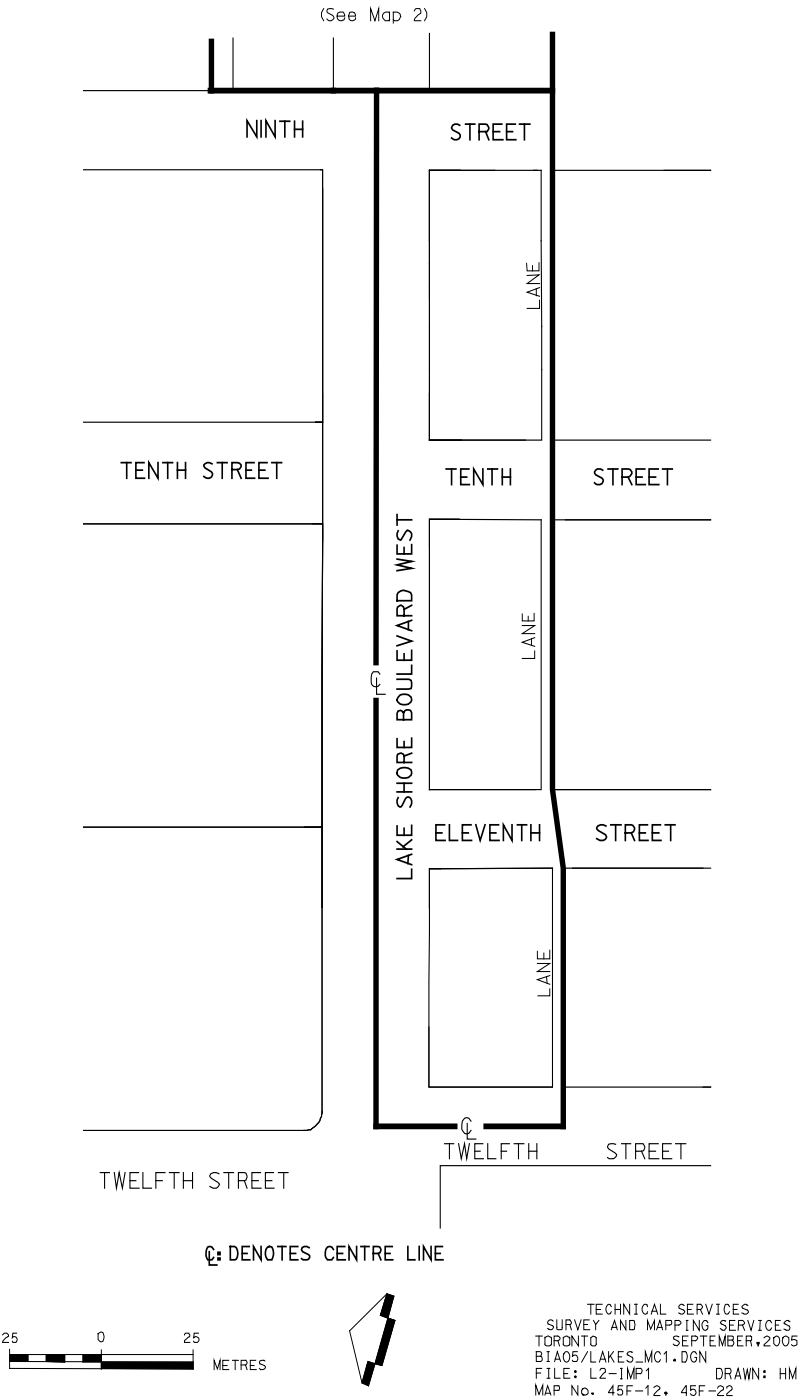 (See Map 2)
NINTH STREET
LANE
TENTH STREET
TENTH STREET
LAKE SHORE BOULEVARD WEST
LANE
℄
ELEVENTH STREET
LANE
℄
TWELFTH STREET
TWELFTH STREET
℄: DENOTES CENTRE LINE
25 0 25
METRES
TECHNICAL SERVICES
SURVEY AND MAPPING SERVICES
TORONTO SEPTEMBER,2005
BIA05/LAKES_MC1.DGN
FILE: L2-IMP1 DRAWN: HM
MAP No. 45F-12, 45F-22